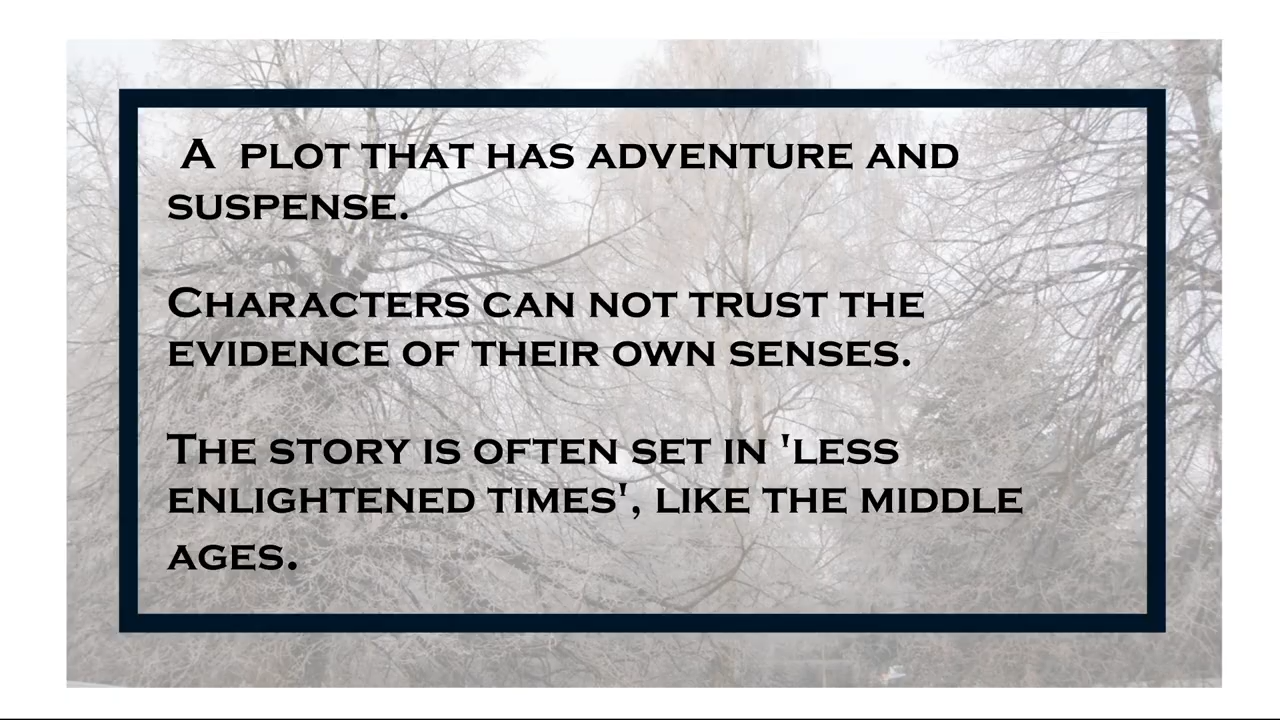 A PLOT THAT HAS ADVENTURE AND
SUSPENSE.
CHARACTERS CAN NOT TRUST THE
EVIDENCE OF THEIR OWN SENSES.
THE STORY IS OFTEN SET IN 'LESS
ENLIGHTENED TIMES', LIKE THE MIDDLE
AGES.